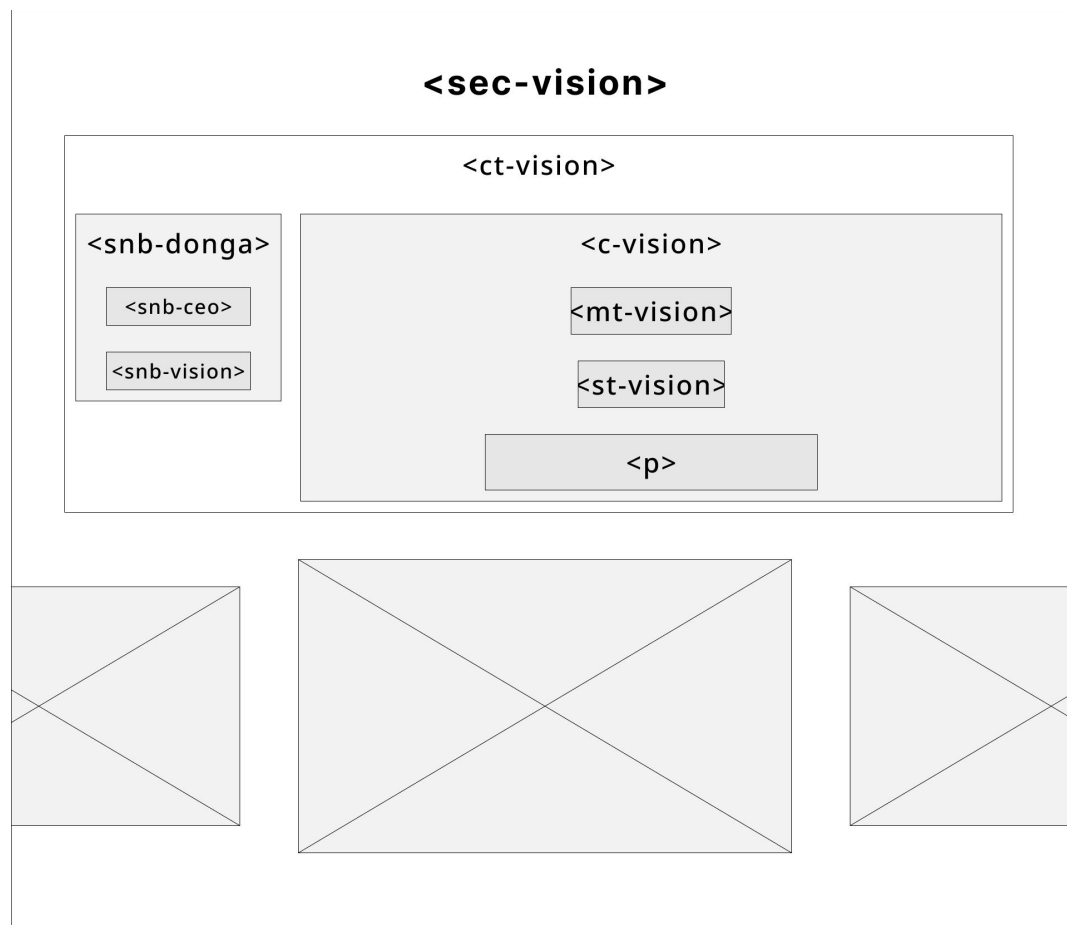 <sec-vision>
<ct-vision>
<snb-donga>
<snb-ceo>
<snb-vision>
<c-vision>
<mt-vision>
<st-vision>
<p>